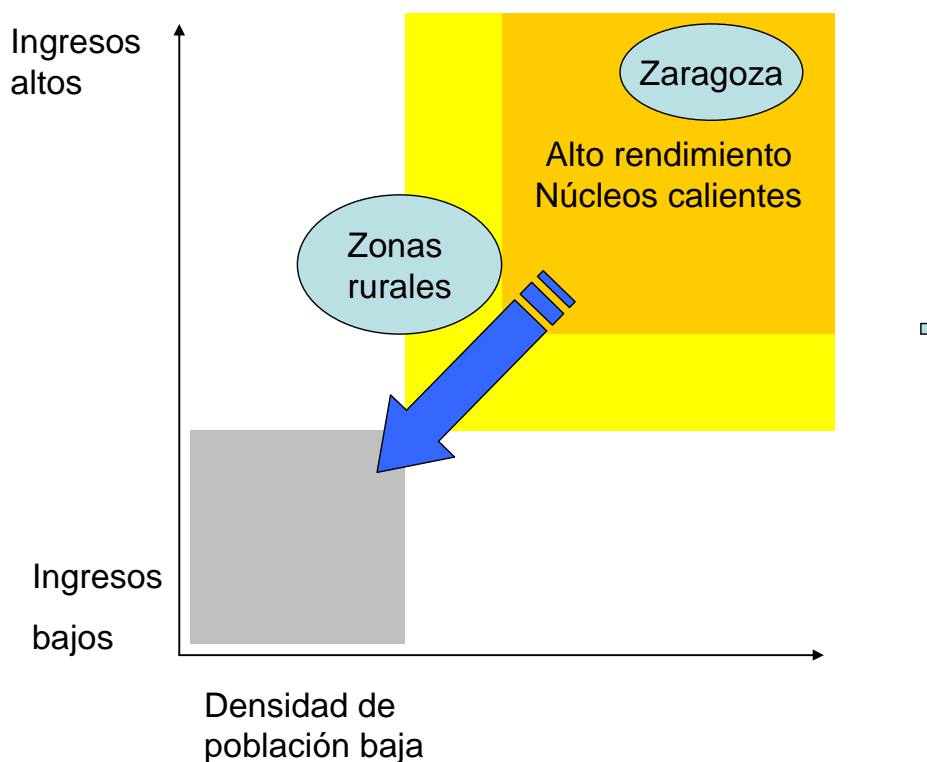 Ingresos
altos
Zaragoza
Alto rendimiento
Núcleos calientes
Zonas
rurales
Ingresos
bajos
Densidad de
población baja